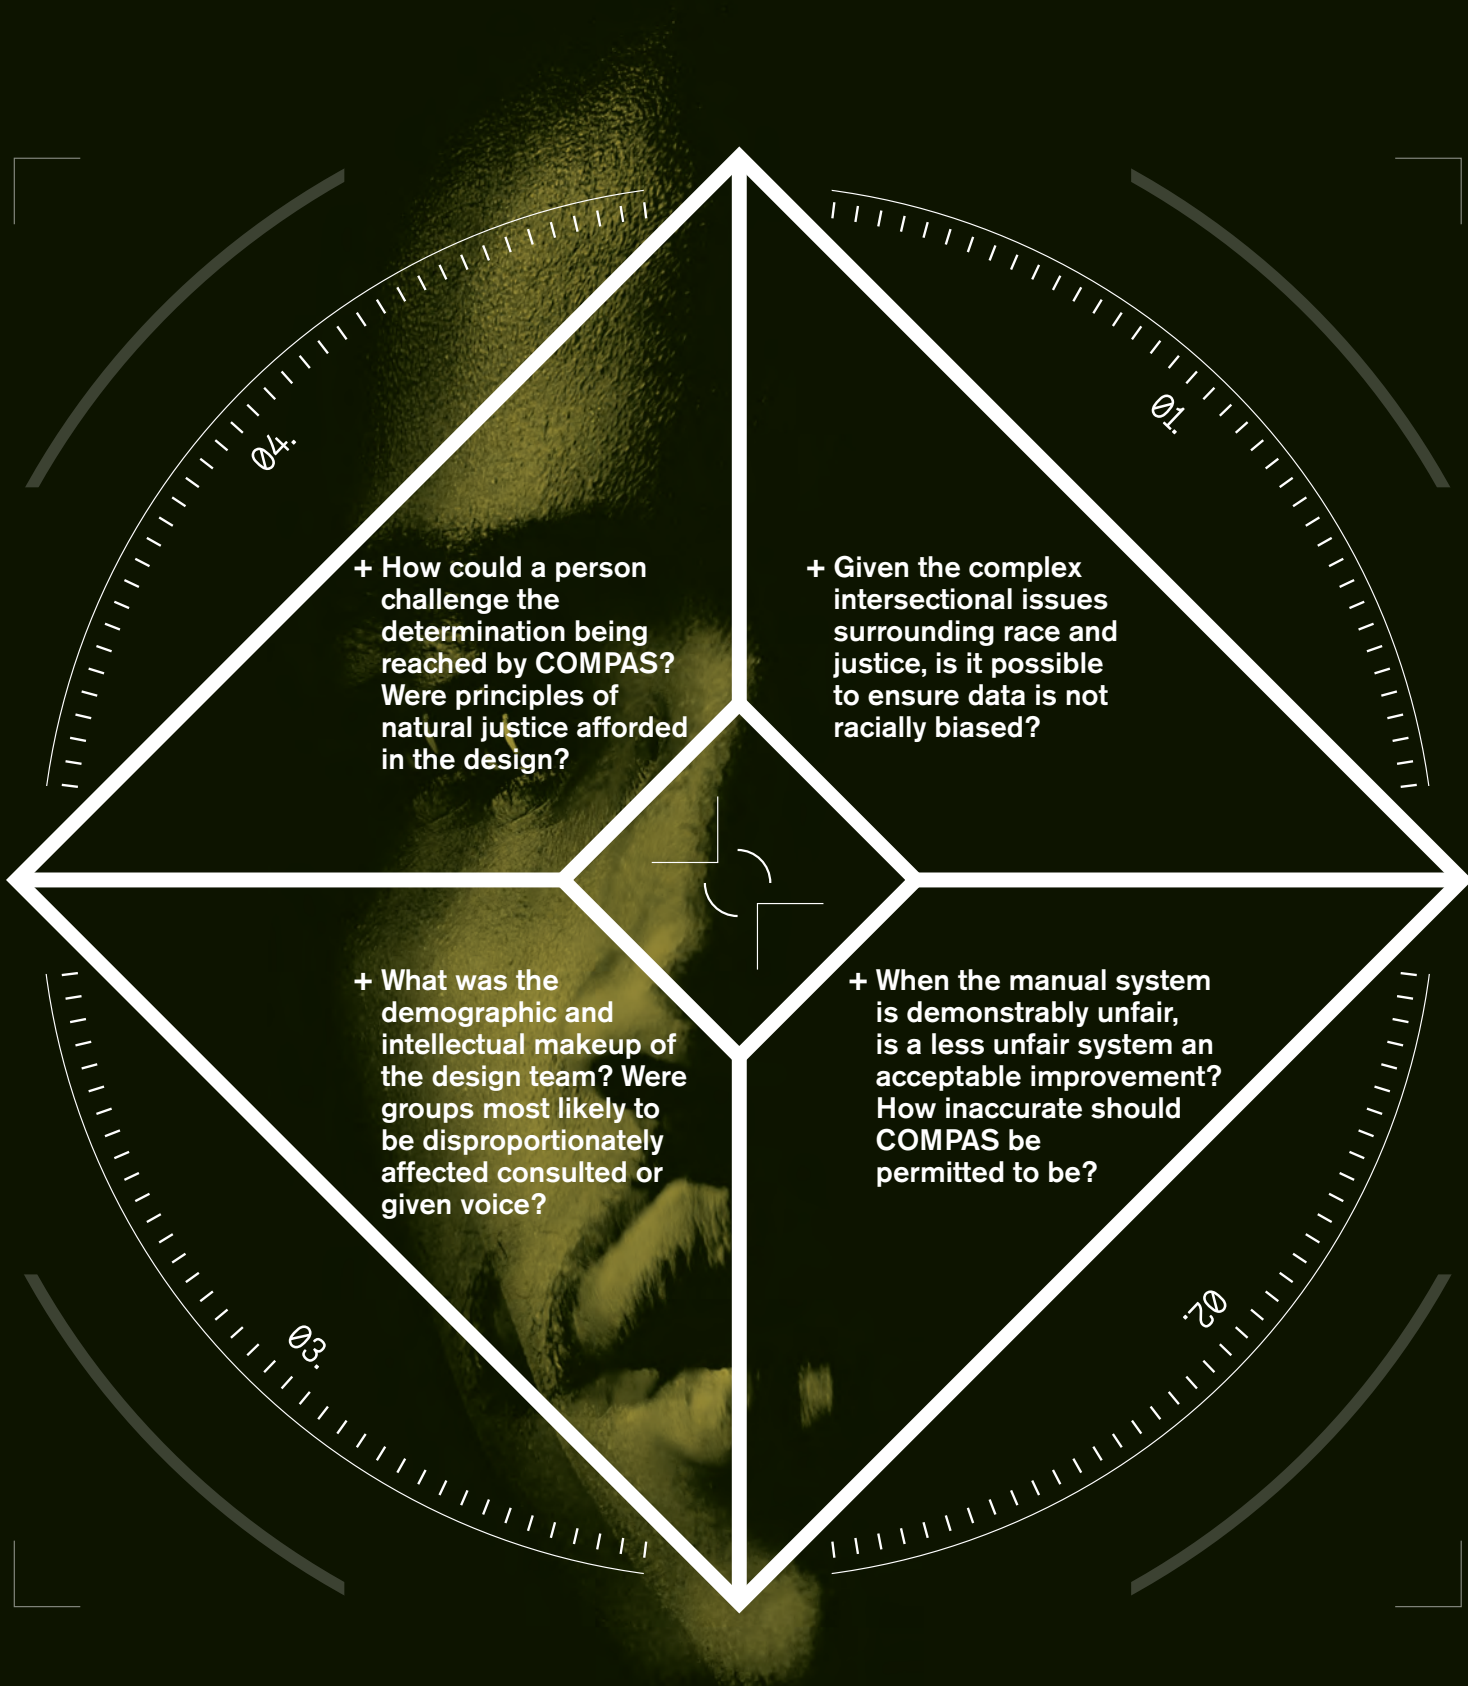 04.
01.
+ How could a person
challenge the
determination being
reached by COMPAS?
Were principles of
natural justice afforded
in the design?
+ Given the complex
intersectional issues
surrounding race and
justice, is it possible
to ensure data is not
racially biased?
+ What was the
demographic and
intellectual makeup of
the design team? Were
groups most likely to
be disproportionately
affected consulted or
given voice?
+ When the manual system
is demonstrably unfair,
is a less unfair system an
acceptable improvement?
How inaccurate should
COMPAS be
permitted to be?
03.
02.